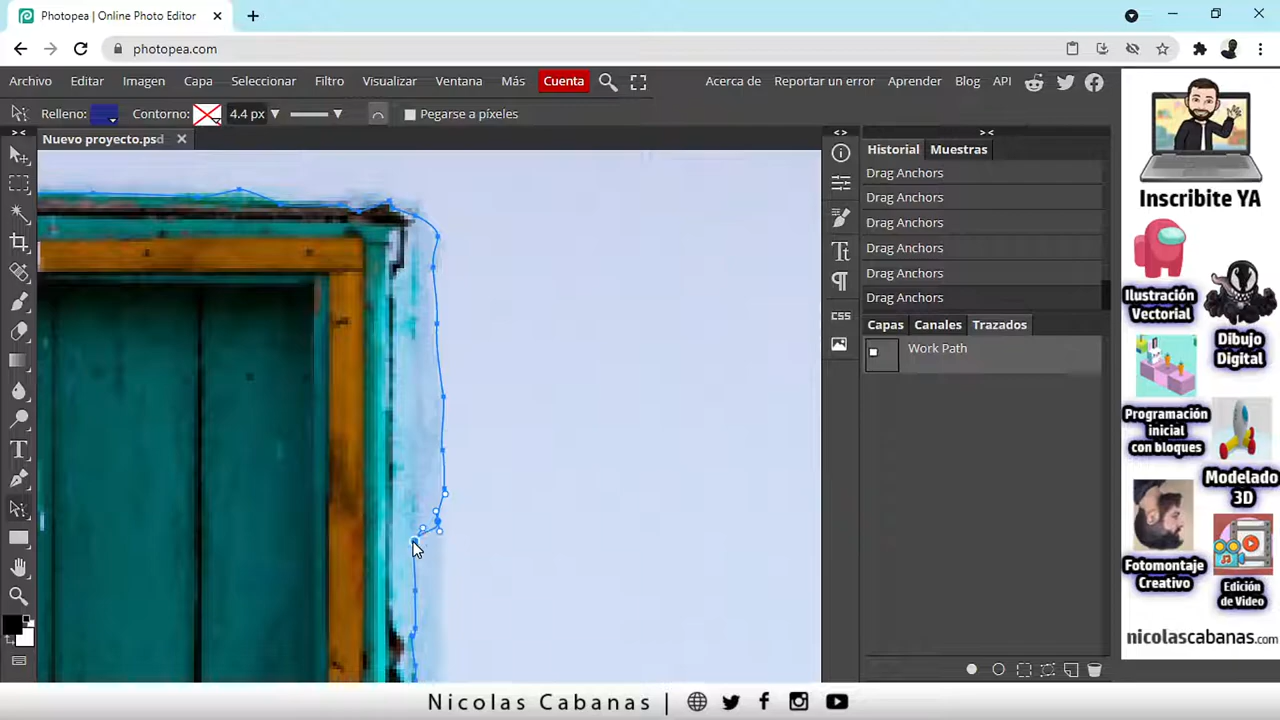 Photopea | Online Photo Editor
photopea.com
Archivo Editar Imagen Capa Seleccionar Filtro Visualizar Ventana Más Cuenta Acerca de Reportar un error Aprender Blog API
Relleno: Contorno: 4.4 px Pegarse a píxeles
Nuevo proyecto.psd
Historial Muestras
Drag Anchors
Drag Anchors
Drag Anchors
Drag Anchors
Drag Anchors
Drag Anchors
CSS
Capas Canales Trazados
Work Path
Inscribite YA
Ilustración
Vectorial
Dibujo
Digital
Programación
inicial
con bloques
Modelado
3D
Fotomontaje
Creativo
Edición
de Video
nicolascabanas.com
Nicolas Cabanas |